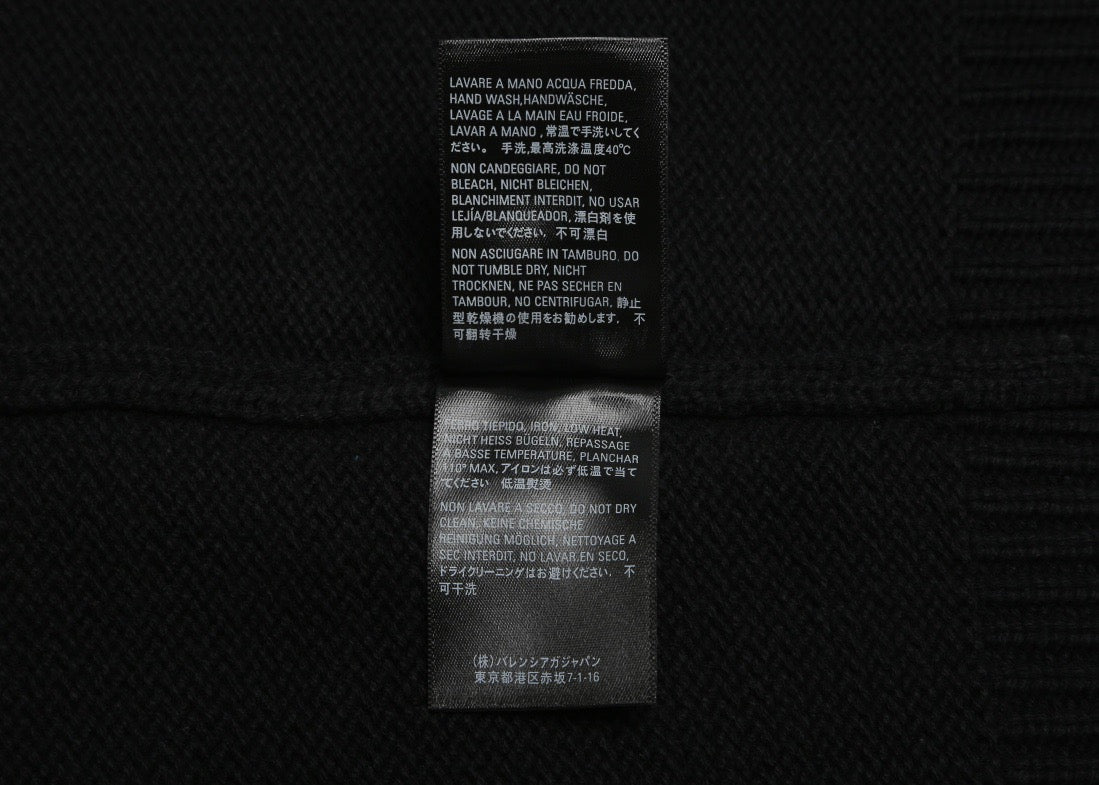 LAVARE A MANO ACQUA FREDDA,
HAND WASH,HANDWÄSCHE,
LAVAGE A LA MAIN EAU FROIDE,
LAVAR A MANO , 常温で手洗いしてく
ださい。 手洗,最高洗涤温度40℃
NON CANDEGGIARE, DO NOT
BLEACH, NICHT BLEICHEN,
BLANCHIMENT INTERDIT, NO USAR
LEJÍA/BLANQUEADOR, 漂白剤を使
用しないでください. 不可漂白
NON ASCIUGARE IN TAMBURO. DO
NOT TUMBLE DRY, NICHT
TROCKNEN, NE PAS SECHER EN
TAMBOUR, NO CENTRIFUGAR, 静止
型乾燥機の使用をお勧めします. 不
可翻转干燥
FERRO TIEPIDO, IRON, LOW HEAT,
NICHT HEISS BÜGELN, REPASSAGE
A BASSE TEMPERATURE, PLANCHAR
110° MAX, アイロンは必ず低温で当て
てください 低温熨烫
NON LAVARE A SECCO, DO NOT DRY
CLEAN, KEINE CHEMISCHE
REINIGUNG MÖGLICH, NETTOYAGE A
SEC INTERDIT, NO LAVAR EN SECO,
ドライクリーニングはお避けください. 不
可干洗
(株)バレンシアガジャパン
東京都港区赤坂7-1-16